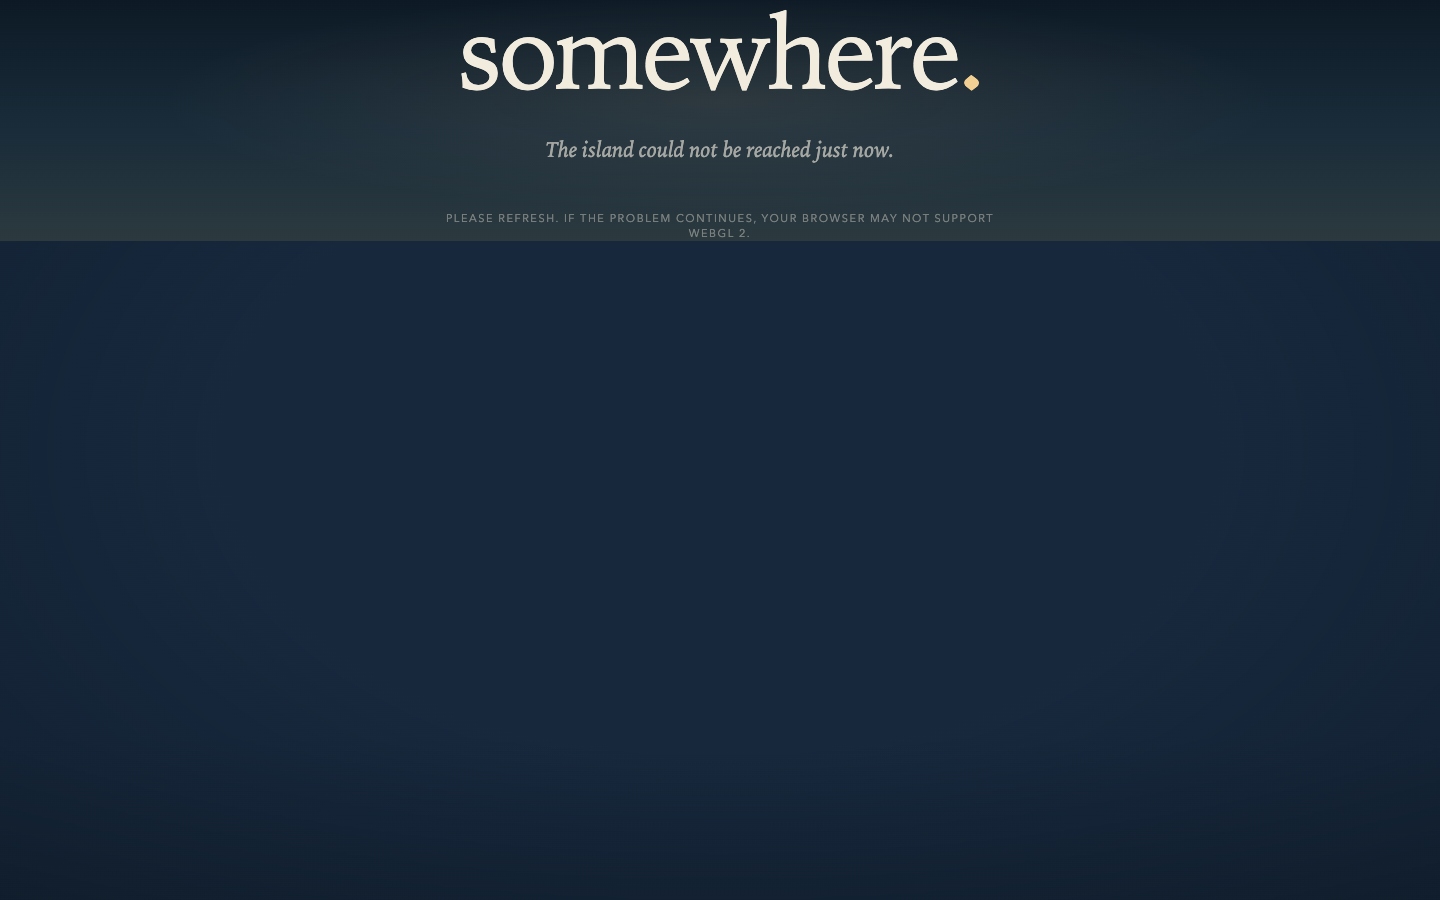 somewhere.
The island could not be reached just now.
PLEASE REFRESH. IF THE PROBLEM CONTINUES, YOUR BROWSER MAY NOT SUPPORT
WEBGL 2.